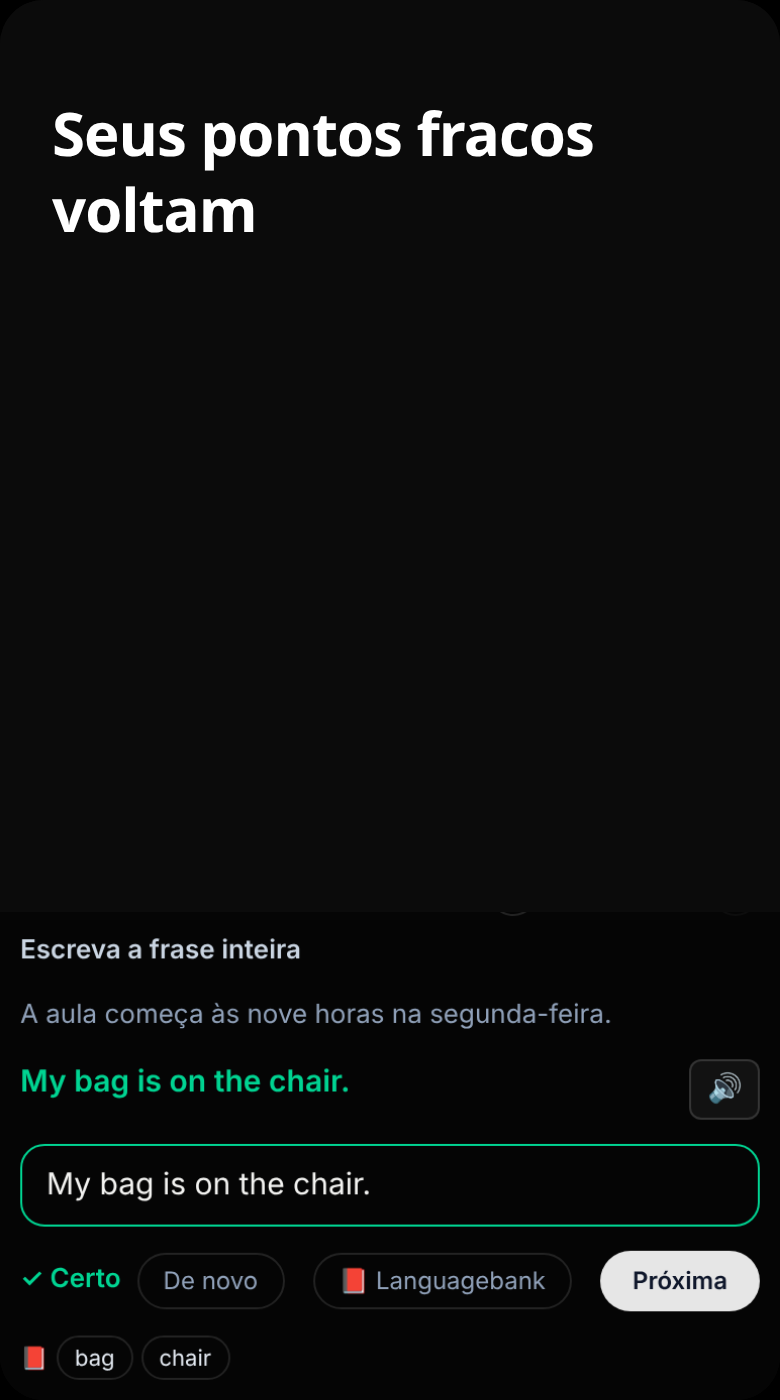 Seus pontos fracos
voltam
Escreva a frase inteira
A aula começa às nove horas na segunda-feira.
My bag is on the chair.
My bag is on the chair.
✓ Certo De novo 📕 Languagebank Próxima
📕 bag chair